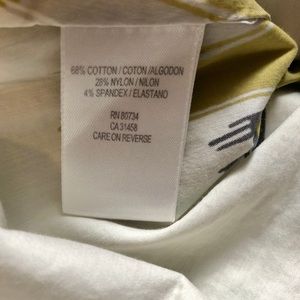 68% COTTON / COTON /ALGODON
28% NYLON / NILON
4% SPANDEX / ELASTANO
RN 80734
CA 31458
CARE ON REVERSE